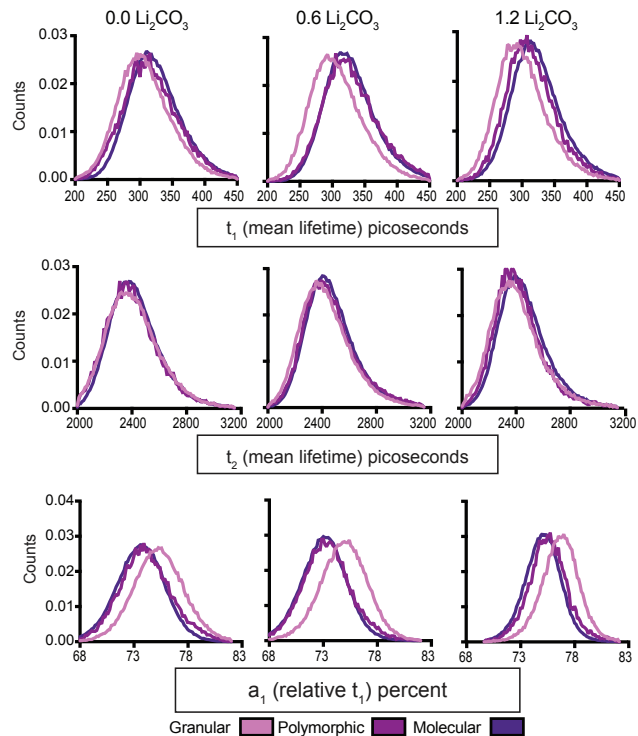 0.0 Li₂CO₃ 0.6 Li₂CO₃ 1.2 Li₂CO₃
Counts
0.03
0.02
0.01
0.00
200 250 300 350 400 450
200 250 300 350 400 450
200 250 300 350 400 450
t₁ (mean lifetime) picoseconds
Counts
0.03
0.02
0.01
0.00
2000 2400 2800 3200
2000 2400 2800 3200
2000 2400 2800 3200
t₂ (mean lifetime) picoseconds
Counts
0.04
0.03
0.02
0.01
0.00
68 73 78 83
68 73 78 83
68 73 78 83
a₁ (relative t₁) percent
Granular Polymorphic Molecular